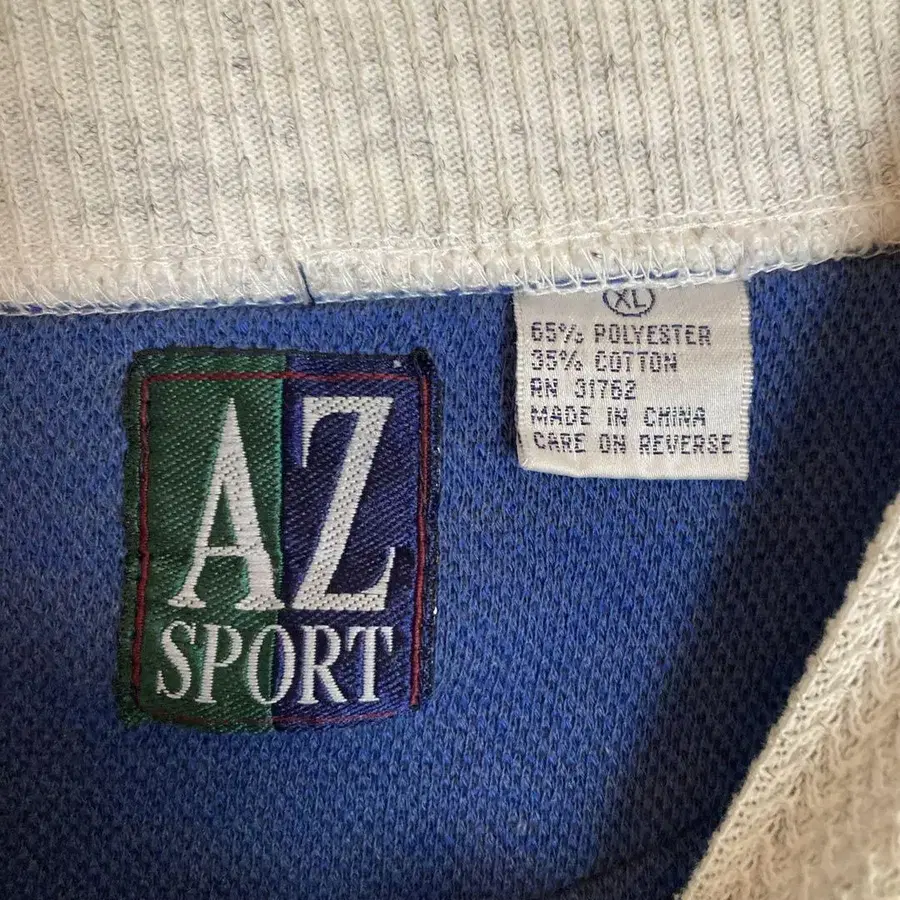 AZ
SPORT
XL
65% POLYESTER
35% COTTON
RN 31762
MADE IN CHINA
CARE ON REVERSE